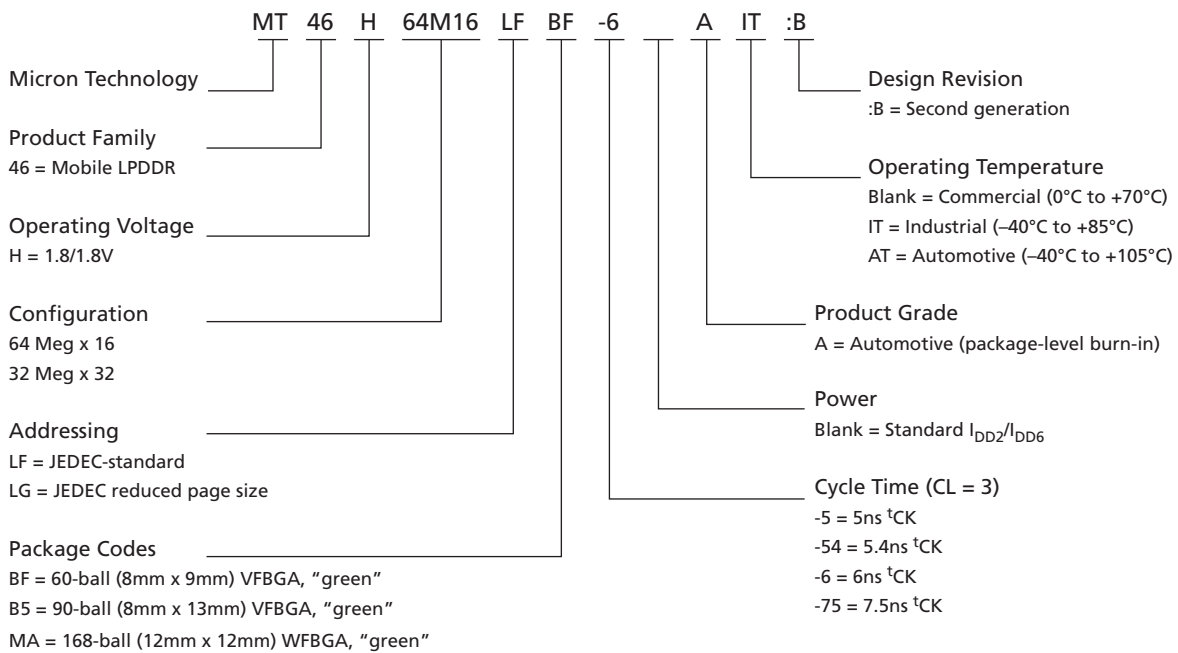 MT 46 H 64M16 LF BF -6 A IT :B
Micron Technology
Product Family
46 = Mobile LPDDR
Operating Voltage
H = 1.8/1.8V
Configuration
64 Meg x 16
32 Meg x 32
Addressing
LF = JEDEC-standard
LG = JEDEC reduced page size
Package Codes
BF = 60-ball (8mm x 9mm) VFBGA, “green”
B5 = 90-ball (8mm x 13mm) VFBGA, “green”
MA = 168-ball (12mm x 12mm) WFBGA, “green”
Design Revision
:B = Second generation
Operating Temperature
Blank = Commercial (0°C to +70°C)
IT = Industrial (–40°C to +85°C)
AT = Automotive (–40°C to +105°C)
Product Grade
A = Automotive (package-level burn-in)
Power
Blank = Standard IDD2/IDD6
Cycle Time (CL = 3)
-5 = 5ns tCK
-54 = 5.4ns tCK
-6 = 6ns tCK
-75 = 7.5ns tCK